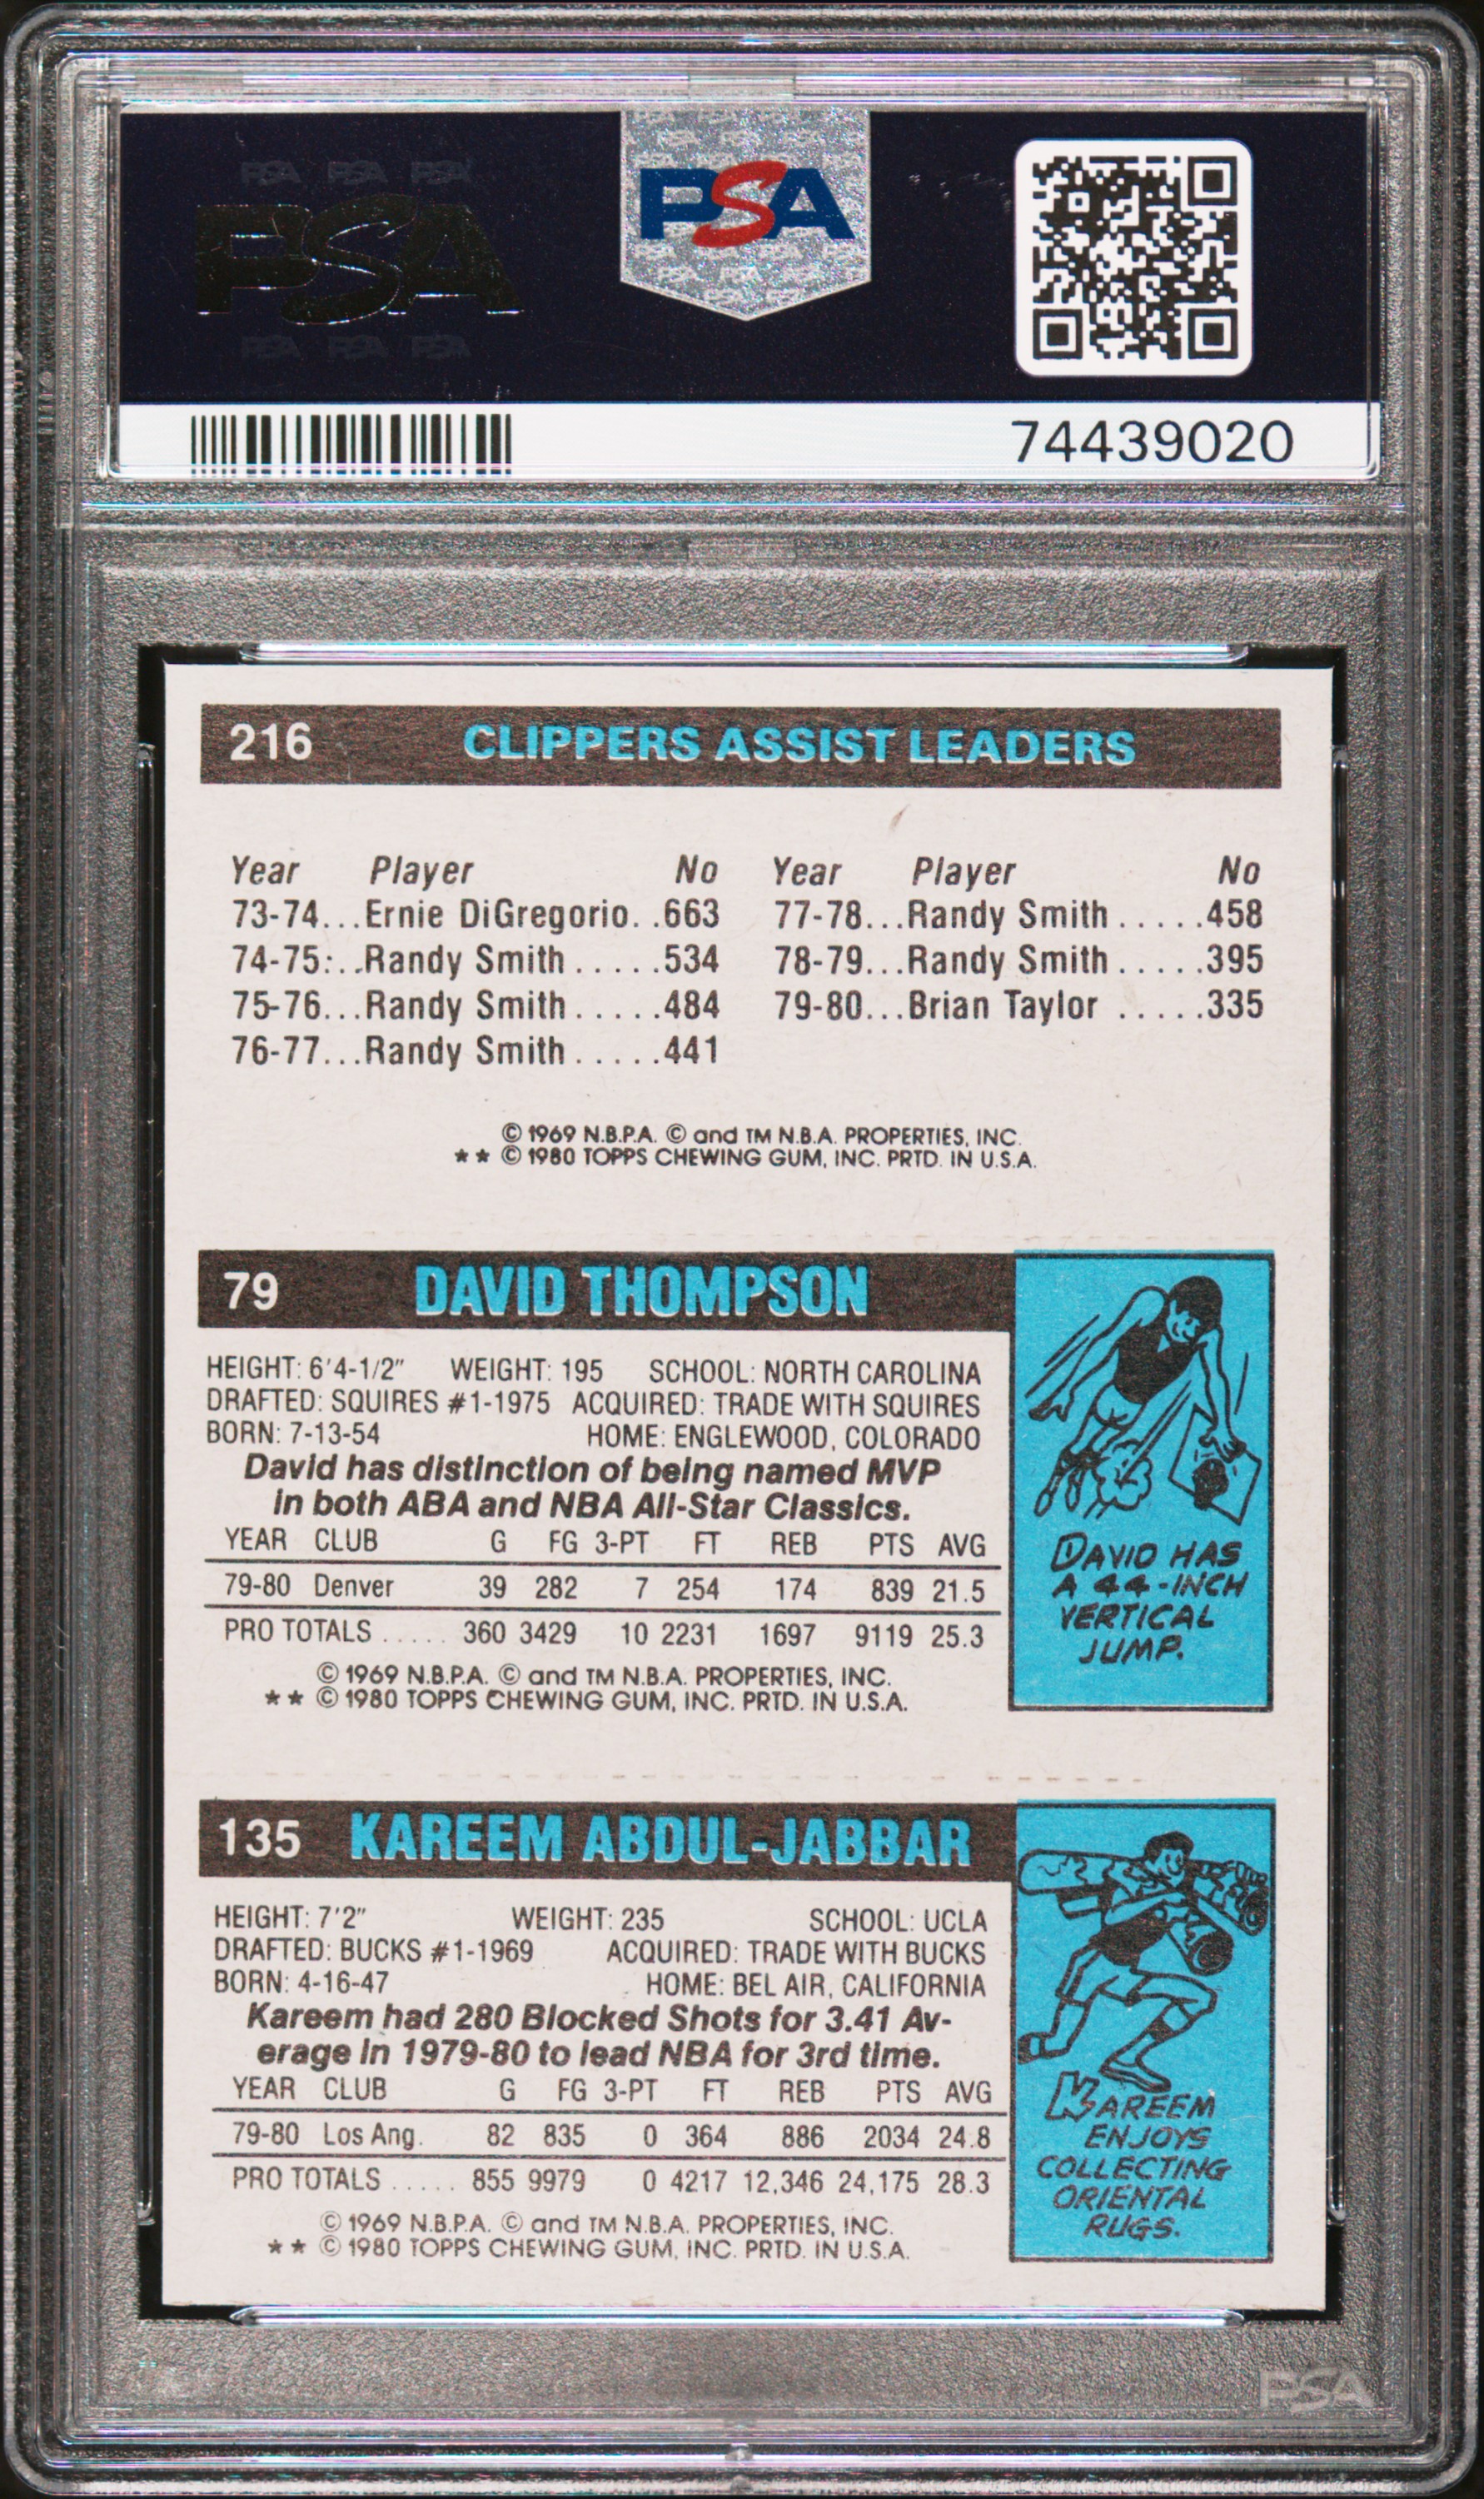 PSA PSA PSA
PSA
PSA PSA PSA
PSA
74439020
216 CLIPPERS ASSIST LEADERS
Year Player No Year Player No
73-74...Ernie DiGregorio. .663 77-78...Randy Smith . . . . .458
74-75:..Randy Smith . . . . .534 78-79...Randy Smith . . . . .395
75-76...Randy Smith . . . . .484 79-80...Brian Taylor . . . . .335
76-77...Randy Smith . . . . .441
© 1969 N.B.P.A. © and TM N.B.A. PROPERTIES, INC.
** © 1980 TOPPS CHEWING GUM, INC. PRTD. IN U.S.A.
79 DAVID THOMPSON
HEIGHT: 6'4-1/2" WEIGHT: 195 SCHOOL: NORTH CAROLINA
DRAFTED: SQUIRES #1-1975 ACQUIRED: TRADE WITH SQUIRES
BORN: 7-13-54 HOME: ENGLEWOOD, COLORADO
David has distinction of being named MVP
in both ABA and NBA All-Star Classics.
YEAR CLUB G FG 3-PT FT REB PTS AVG
79-80 Denver 39 282 7 254 174 839 21.5
PRO TOTALS . . . . . 360 3429 10 2231 1697 9119 25.3
© 1969 N.B.P.A. © and TM N.B.A. PROPERTIES, INC.
** © 1980 TOPPS CHEWING GUM, INC. PRTD. IN U.S.A.
DAVID HAS
A 44-INCH
VERTICAL
JUMP.
135 KAREEM ABDUL-JABBAR
HEIGHT: 7'2" WEIGHT: 235 SCHOOL: UCLA
DRAFTED: BUCKS #1-1969 ACQUIRED: TRADE WITH BUCKS
BORN: 4-16-47 HOME: BEL AIR, CALIFORNIA
Kareem had 280 Blocked Shots for 3.41 Av-
erage in 1979-80 to lead NBA for 3rd time.
YEAR CLUB G FG 3-PT FT REB PTS AVG
79-80 Los Ang. 82 835 0 364 886 2034 24.8
PRO TOTALS . . . . . 855 9979 0 4217 12,346 24,175 28.3
© 1969 N.B.P.A. © and TM N.B.A. PROPERTIES, INC.
** © 1980 TOPPS CHEWING GUM, INC. PRTD. IN U.S.A.
KAREEM
ENJOYS
COLLECTING
ORIENTAL
RUGS.
PSA